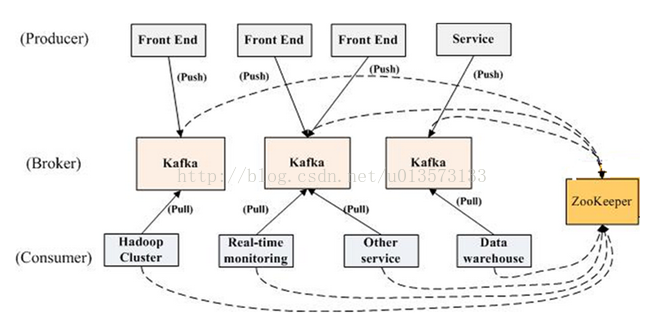 (Producer)
Front End
Front End
Front End
Service
(Push)
(Push)
(Push)
(Push)
(Broker)
Kafka
Kafka
Kafka
http://blog.csdn.net/u013573133
ZooKeeper
(Pull)
(Pull)
(Pull)
(Pull)
(Consumer)
Hadoop
Cluster
Real-time
monitoring
Other
service
Data
warehouse